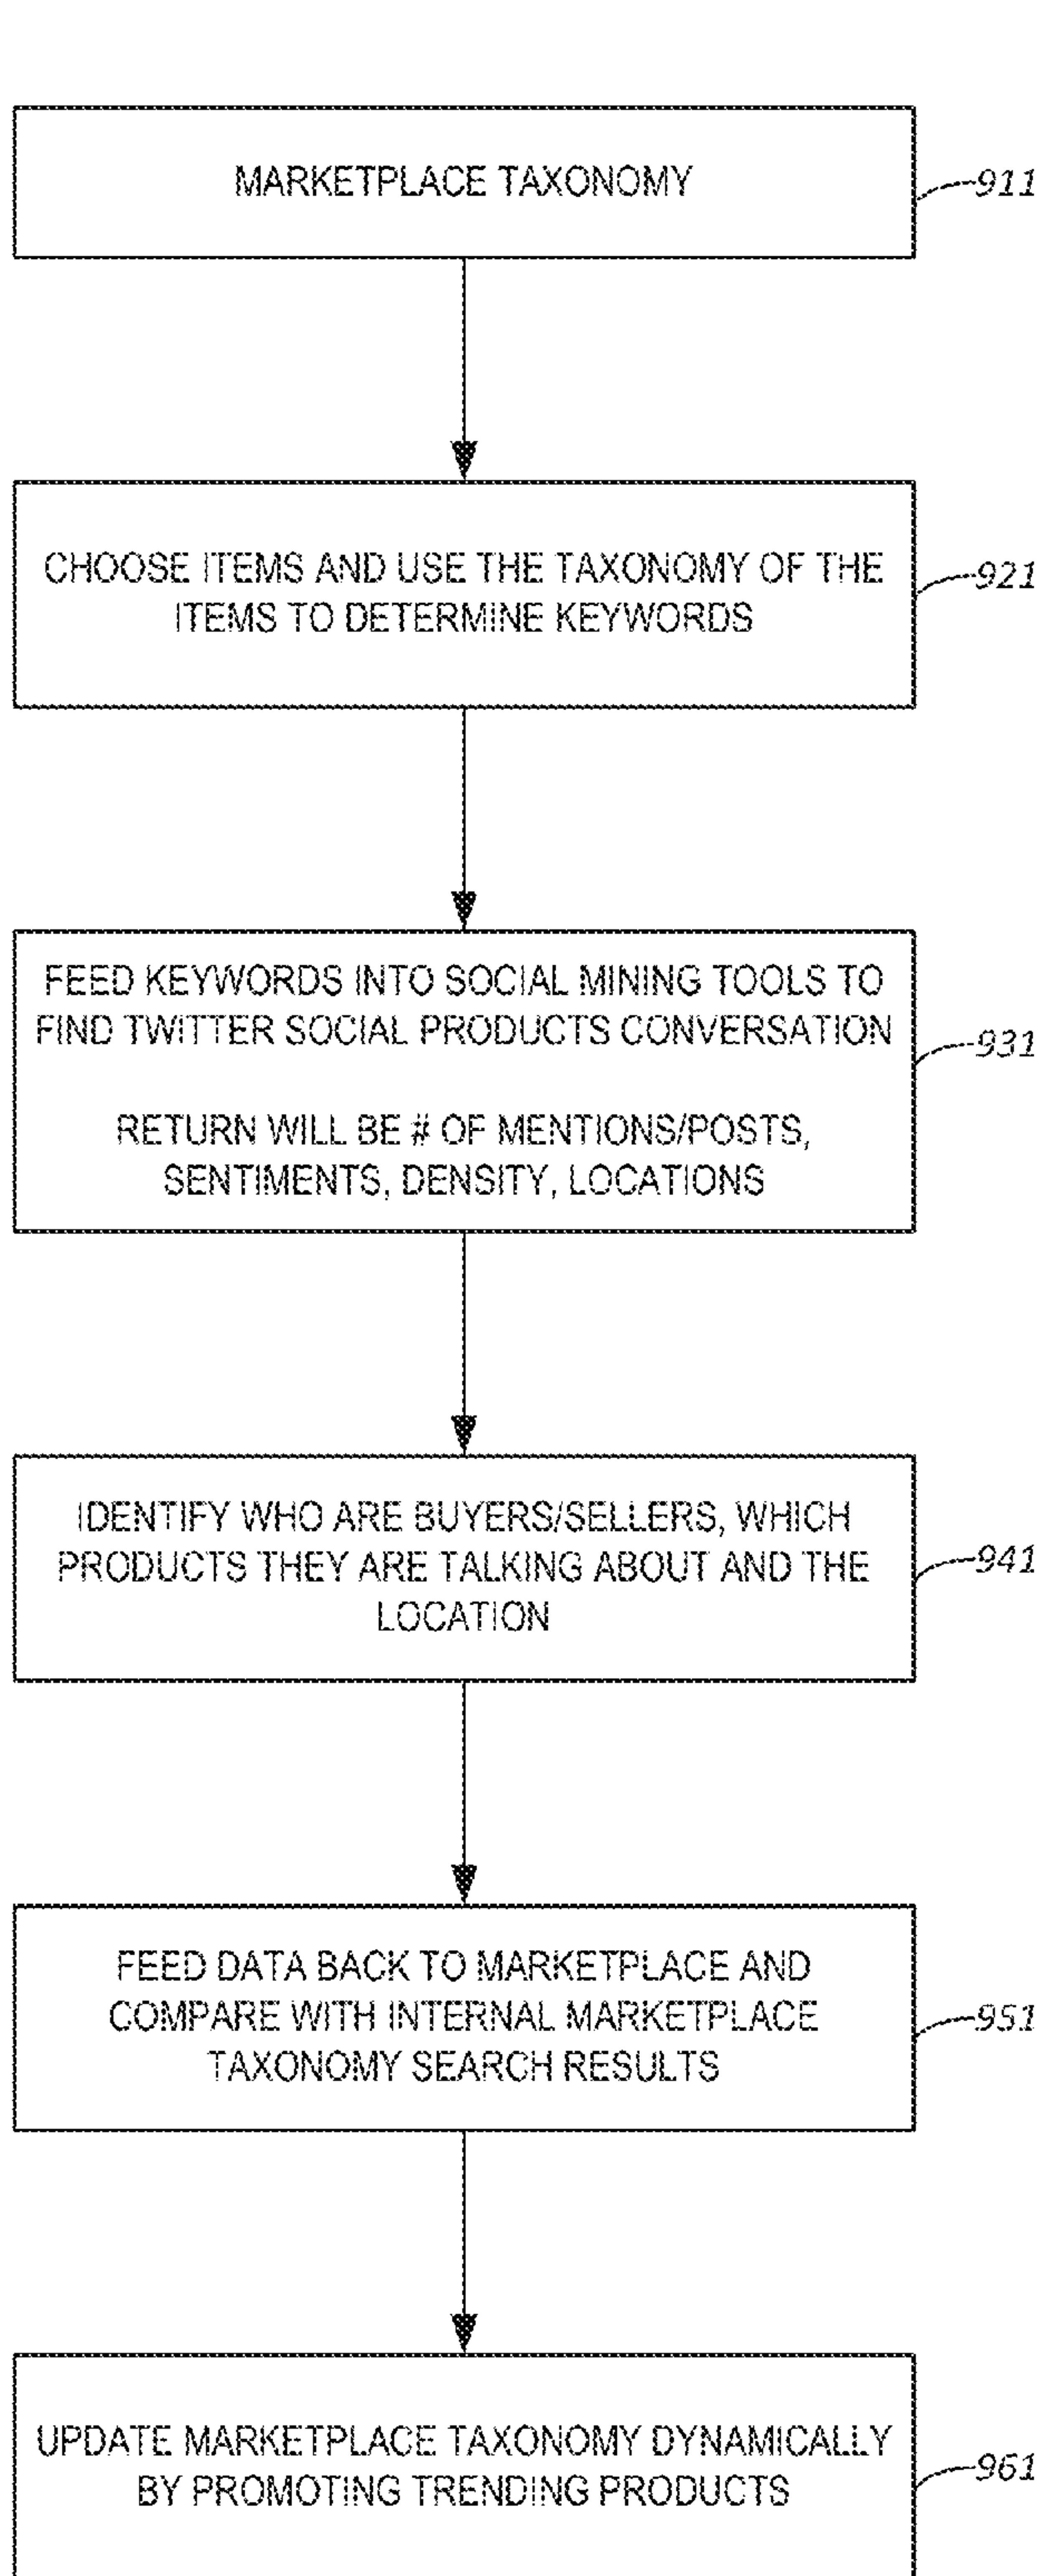 MARKETPLACE TAXONOMY
911
CHOOSE ITEMS AND USE THE TAXONOMY OF THE
ITEMS TO DETERMINE KEYWORDS
921
FEED KEYWORDS INTO SOCIAL MINING TOOLS TO
FIND TWITTER SOCIAL PRODUCTS CONVERSATION
RETURN WILL BE # OF MENTIONS/POSTS,
SENTIMENTS, DENSITY, LOCATIONS
931
IDENTIFY WHO ARE BUYERS/SELLERS, WHICH
PRODUCTS THEY ARE TALKING ABOUT AND THE
LOCATION
941
FEED DATA BACK TO MARKETPLACE AND
COMPARE WITH INTERNAL MARKETPLACE
TAXONOMY SEARCH RESULTS
951
UPDATE MARKETPLACE TAXONOMY DYNAMICALLY
BY PROMOTING TRENDING PRODUCTS
961